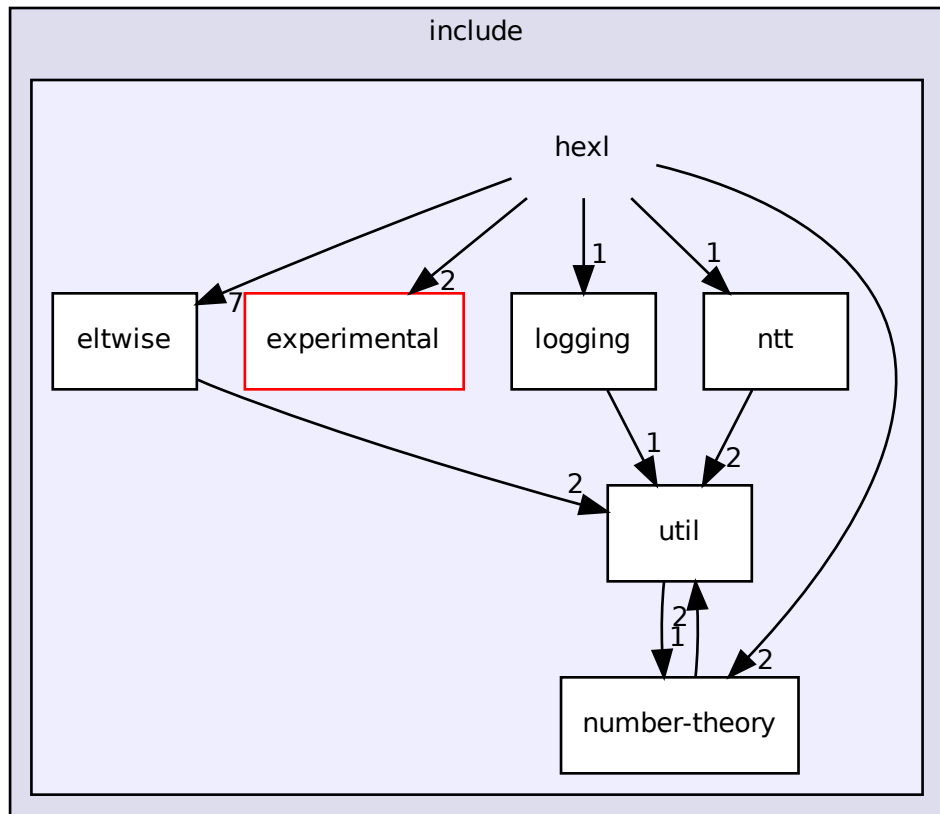 include
hexl
1
1
2
7
eltwise
experimental
logging
ntt
1
2
2
util
2
1
2
number-theory